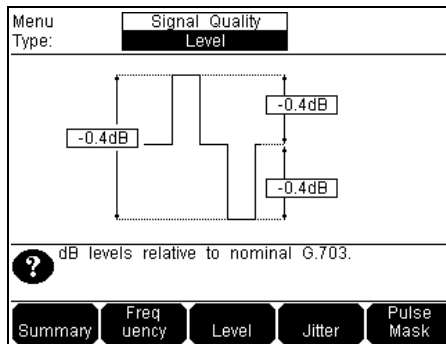 Menu Signal Quality
Type: Level
-0.4dB
-0.4dB
-0.4dB
? dB levels relative to nominal G.703.
Summary
Freq
uency
Level
Jitter
Pulse
Mask